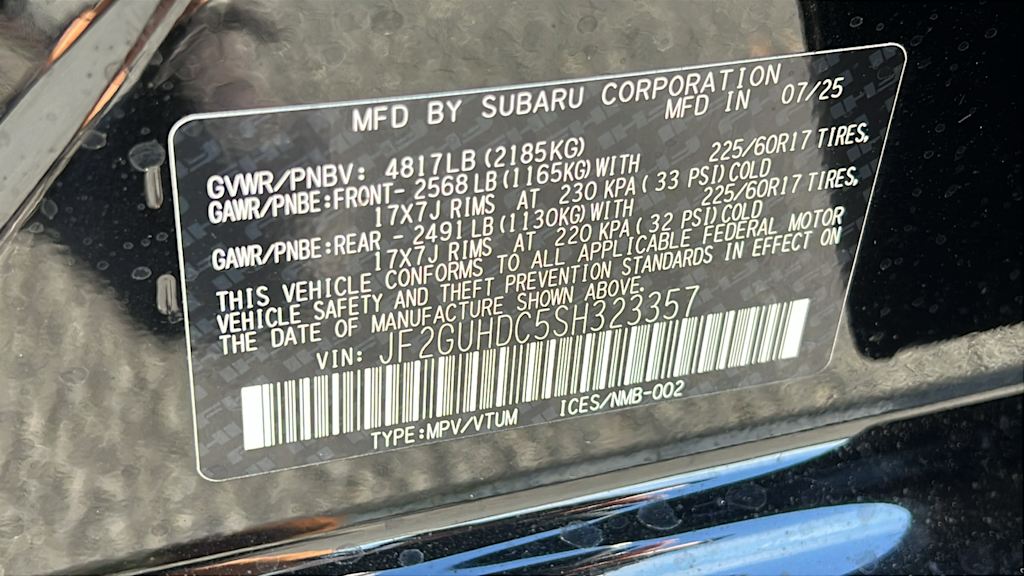 MFD BY SUBARU CORPORATION
MFD IN 07/25
GVWR/PNBV: 4817LB (2185KG)
GAWR/PNBE:FRONT- 2568 LB (1165KG) WITH 225/60R17 TIRES,
17X7J RIMS AT 230 KPA ( 33 PSI) COLD
GAWR/PNBE:REAR - 2491 LB (1130KG) WITH 225/60R17 TIRES,
17X7J RIMS AT 220 KPA ( 32 PSI) COLD
THIS VEHICLE CONFORMS TO ALL APPLICABLE FEDERAL MOTOR
VEHICLE SAFETY AND THEFT PREVENTION STANDARDS IN EFFECT ON
THE DATE OF MANUFACTURE SHOWN ABOVE.
VIN: JF2GUHDC5SH323357
TYPE:MPV/VTUM ICES/NMB-002